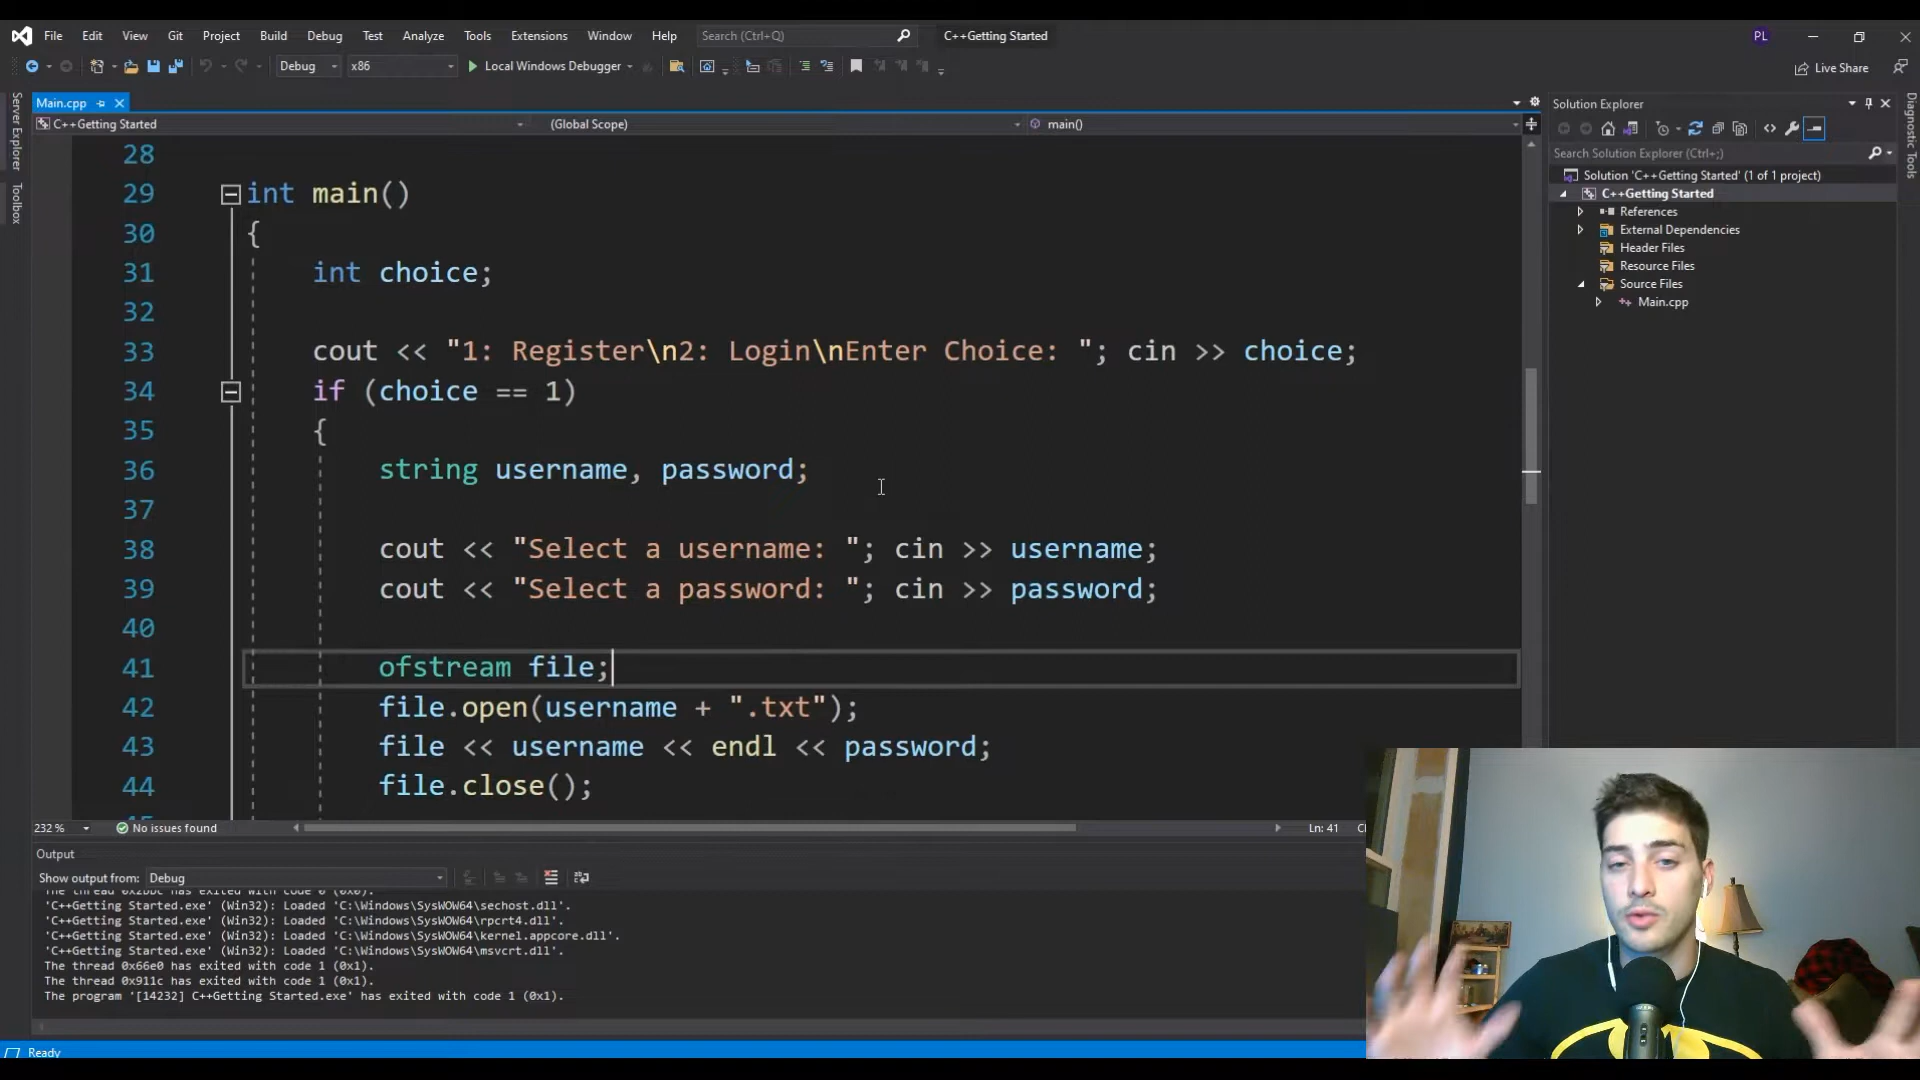 File Edit View Git Project Build Debug Test Analyze Tools Extensions Window Help Search (Ctrl+Q) C++Getting Started PL
Debug x86 Local Windows Debugger Live Share
Main.cpp
C++Getting Started (Global Scope) main()
Server Explorer
Toolbox
28
29 int main()
30 {
31 int choice;
32
33 cout << "1: Register\n2: Login\nEnter Choice: "; cin >> choice;
34 if (choice == 1)
35 {
36 string username, password;
37
38 cout << "Select a username: "; cin >> username;
39 cout << "Select a password: "; cin >> password;
40
41 ofstream file;
42 file.open(username + ".txt");
43 file << username << endl << password;
44 file.close();
232 % No issues found Ln: 41
Output
Show output from: Debug
'C++Getting Started.exe' (Win32): Loaded 'C:\Windows\SysWOW64\sechost.dll'.
'C++Getting Started.exe' (Win32): Loaded 'C:\Windows\SysWOW64\rpcrt4.dll'.
'C++Getting Started.exe' (Win32): Loaded 'C:\Windows\SysWOW64\kernel.appcore.dll'.
'C++Getting Started.exe' (Win32): Loaded 'C:\Windows\SysWOW64\msvcrt.dll'.
The thread 0x66e0 has exited with code 1 (0x1).
The thread 0x911c has exited with code 1 (0x1).
The program '[14232] C++Getting Started.exe' has exited with code 1 (0x1).
Ready
Solution Explorer
Search Solution Explorer (Ctrl+;)
Solution 'C++Getting Started' (1 of 1 project)
C++Getting Started
References
External Dependencies
Header Files
Resource Files
Source Files
Main.cpp
Diagnostic Tools